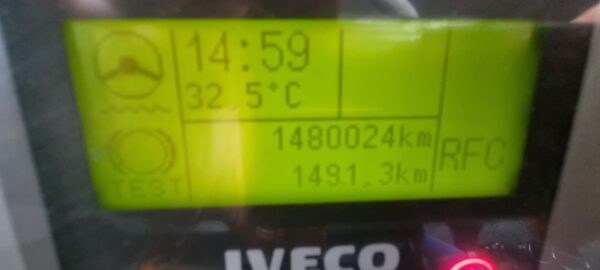 14:59
32,5°C
1480024km
1491,3km
RFC
TEST
IVECO